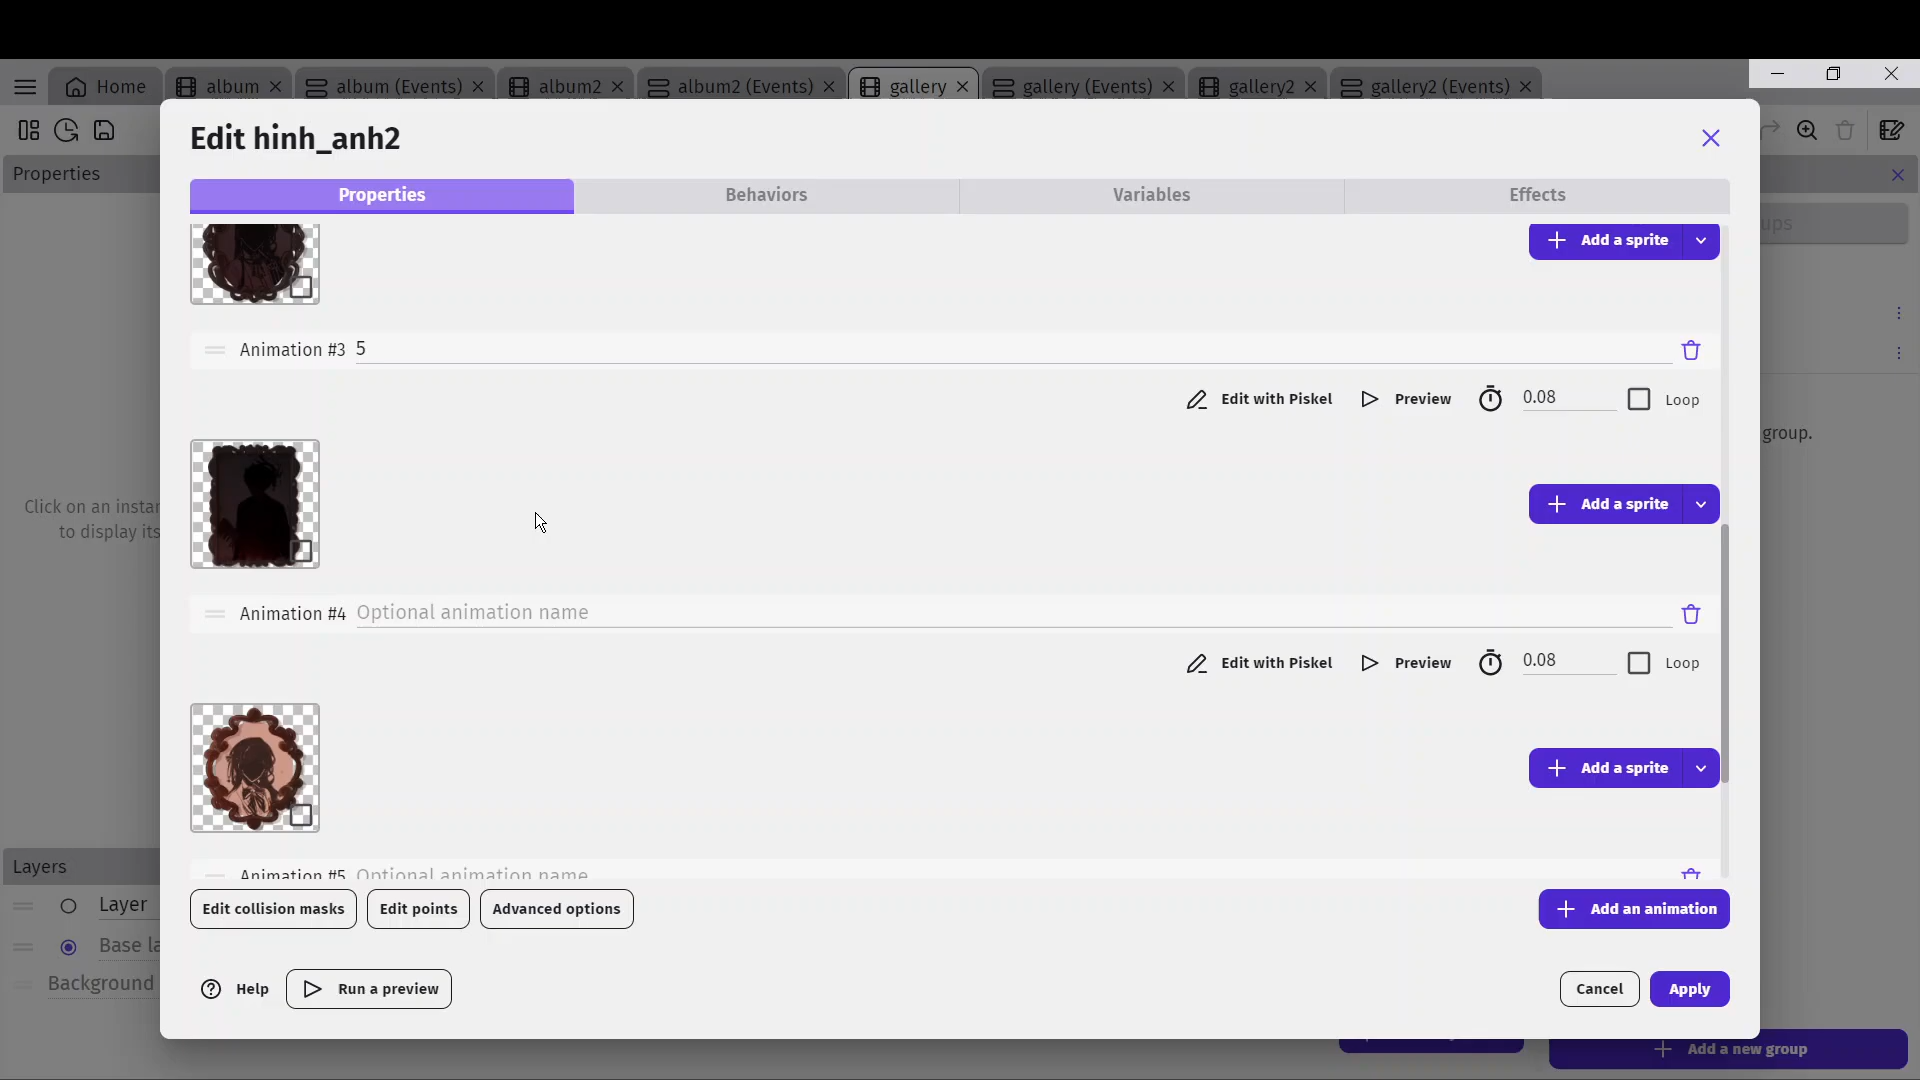 Home
album
album (Events)
album2
album2 (Events)
gallery
gallery (Events)
gallery2
gallery2 (Events)
Properties
Edit hinh_anh2
Properties
Behaviors
Variables
Effects
Add a sprite
Animation #3 5
Edit with Piskel
Preview
0.08
Loop
group.
Click on an
to display its
Add a sprite
Animation #4 Optional animation name
Edit with Piskel
Preview
0.08
Loop
Add a sprite
Animation #5 Optional animation name
Layers
Layer
Base
Background
Edit collision masks
Edit points
Advanced options
Add an animation
Help
Run a preview
Cancel
Apply
Add a new group